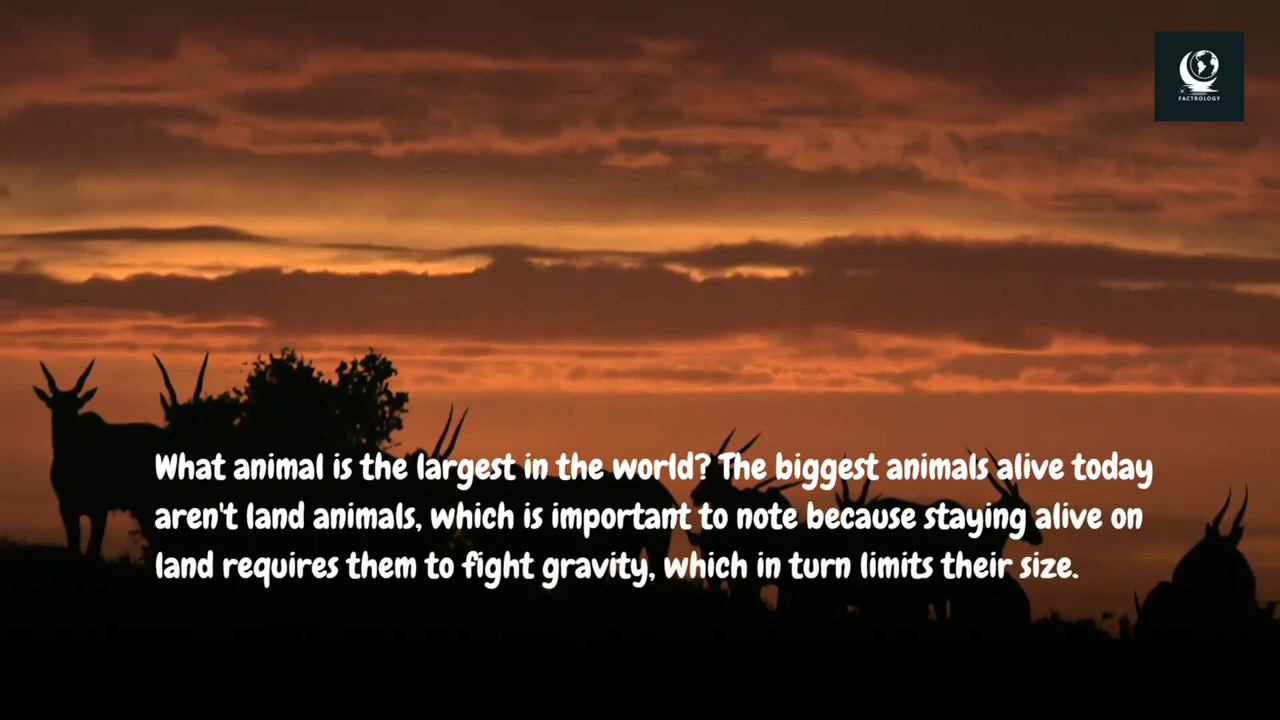 FACTROLOGY
What animal is the largest in the world? The biggest animals alive today
aren't land animals, which is important to note because staying alive on
land requires them to fight gravity, which in turn limits their size.